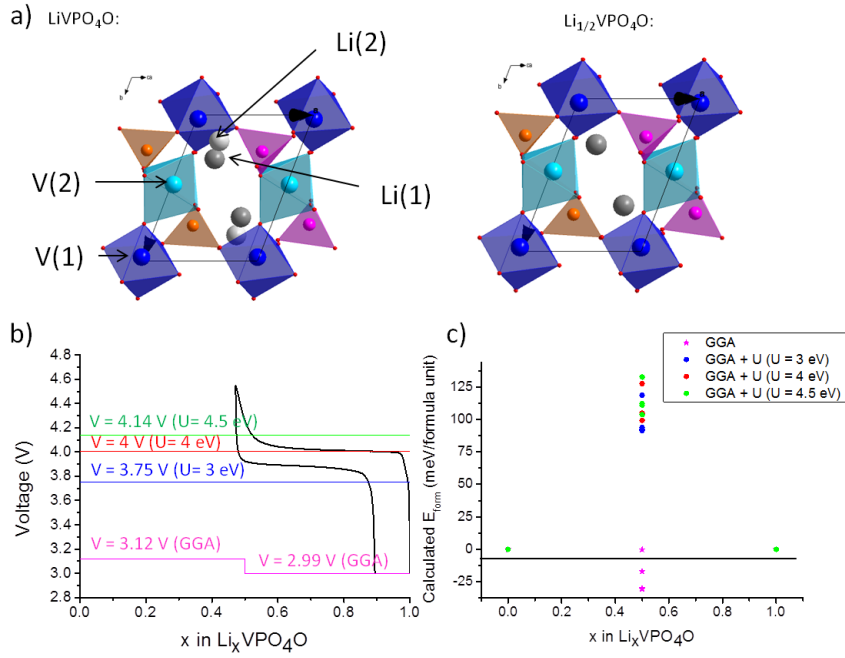 a)
LiVPO₄O:
Li₁/₂VPO₄O:
Li(2)
V(2)
Li(1)
V(1)
b)
Voltage (V)
4.8
4.6
4.4
4.2
4.0
3.8
3.6
3.4
3.2
3.0
2.8
V = 4.14 V (U= 4.5 eV)
V = 4 V (U= 4 eV)
V = 3.75 V (U= 3 eV)
V = 3.12 V (GGA)
V = 2.99 V (GGA)
0.0 0.2 0.4 0.6 0.8 1.0
x in LiₓVPO₄O
c)
GGA
GGA + U (U = 3 eV)
GGA + U (U = 4 eV)
GGA + U (U = 4.5 eV)
Calculated E_form (meV/formula unit)
125
100
75
50
25
0
-25
0.0 0.2 0.4 0.6 0.8 1.0
x in LiₓVPO₄O